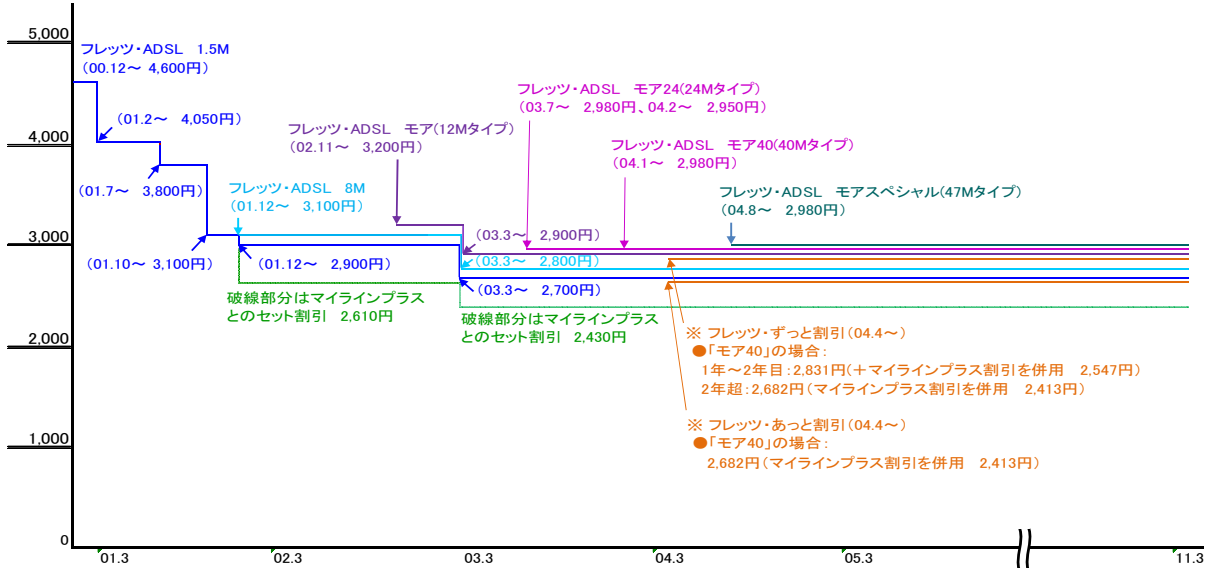 5,000
フレッツ・ADSL　1.5M
(00.12～ 4,600円)
(01.2～　4,050円)
4,000
(01.7～　3,800円)
フレッツ・ADSL　モア(12Mタイプ)
(02.11～　3,200円)
フレッツ・ADSL　モア24(24Mタイプ)
(03.7～　2,980円、04.2～　2,950円)
フレッツ・ADSL　モア40(40Mタイプ)
(04.1～　2,980円)
フレッツ・ADSL　8M
(01.12～　3,100円)
フレッツ・ADSL　モアスペシャル(47Mタイプ)
(04.8～　2,980円)
3,000
(01.10～ 3,100円)
(01.12～　2,900円)
(03.3～　2,900円)
(03.3～　2,800円)
(03.3～　2,700円)
破線部分はマイラインプラス
とのセット割引　2,610円
破線部分はマイラインプラス
とのセット割引　2,430円
2,000
※ フレッツ・ずっと割引(04.4～)
●「モア40」の場合：
1年～2年目：2,831円(＋マイラインプラス割引を併用　2,547円)
2年超：2,682円(マイラインプラス割引を併用　2,413円)
※ フレッツ・あっと割引(04.4～)
●「モア40」の場合：
2,682円(マイラインプラス割引を併用　2,413円)
1,000
0
01.3
02.3
03.3
04.3
05.3
11.3